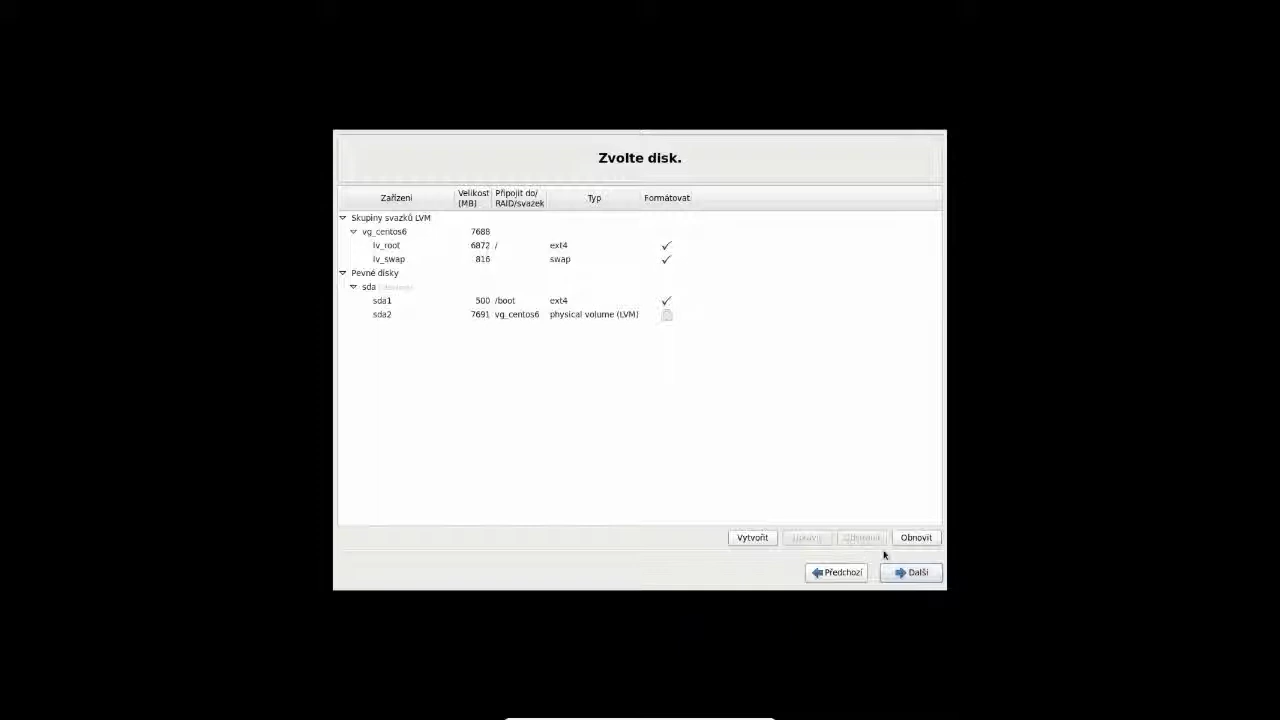 Zvolte disk.
Zařízení Velikost (MB) Připojit do/ RAID/svazek Typ Formátovat
Skupiny svazků LVM
vg_centos6 7688
lv_root 6872 / ext4 ✓
lv_swap 816 swap ✓
Pevné disky
sda
sda1 500 /boot ext4 ✓
sda2 7691 vg_centos6 physical volume (LVM)
Vytvořit Upravit Odstranit Obnovit
Předchozí Další